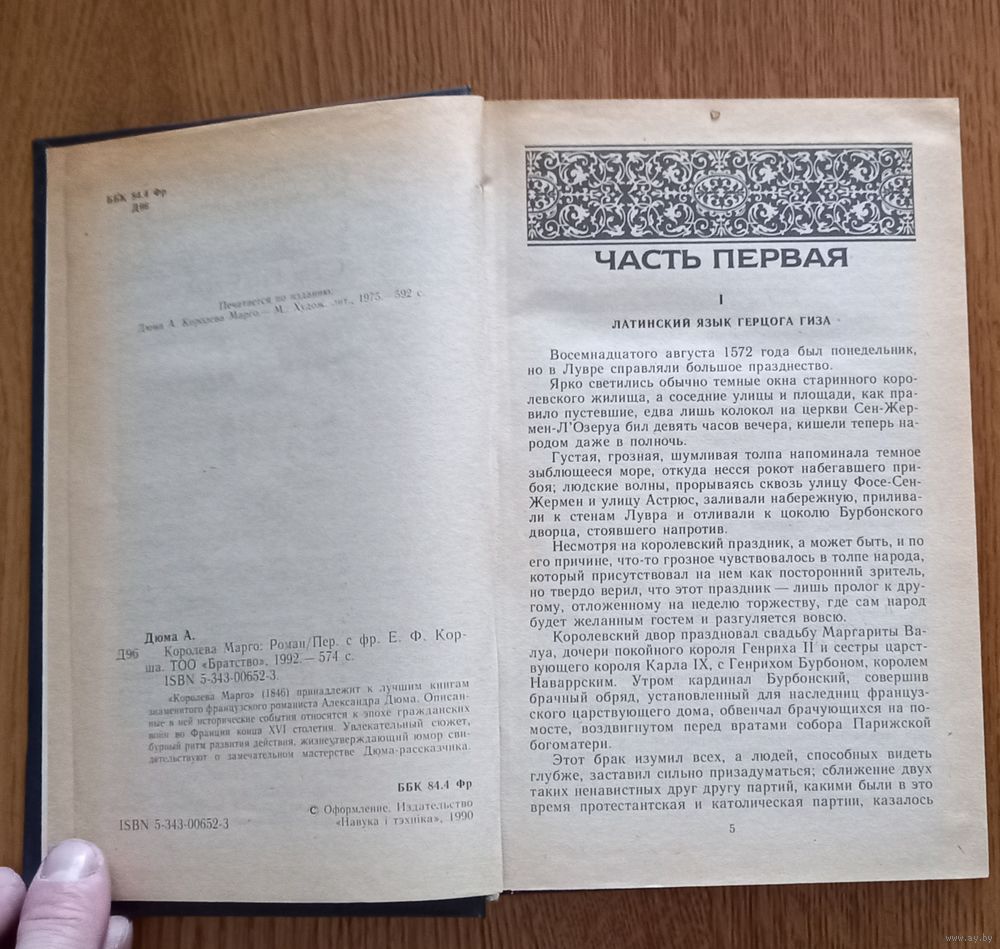 ББК 84.4 Фр
Д96
Печатается по изданию:
Дюма А. Королева Марго.— М.: Худож. лит., 1975.— 592 с.
Дюма А.
Д96 Королева Марго: Роман/Пер. с фр. Е. Ф. Кор-
ша. ТОО «Братство», 1992.— 574 с.
ISBN 5-343-00652-3.
«Королева Марго» (1846) принадлежит к лучшим книгам
знаменитого французского романиста Александра Дюма. Описан-
ные в ней исторические события относятся к эпохе гражданских
войн во Франции конца XVI столетия. Увлекательный сюжет,
бурный ритм развития действия, жизнеутверждающий юмор сви-
детельствуют о замечательном мастерстве Дюма-рассказчика.
ББК 84.4 Фр
© Оформление. Издательство
«Навука і тэхніка», 1990
ISBN 5-343-00652-3
ЧАСТЬ ПЕРВАЯ
I
ЛАТИНСКИЙ ЯЗЫК ГЕРЦОГА ГИЗА
Восемнадцатого августа 1572 года был понедельник,
но в Лувре справляли большое празднество.
Ярко светились обычно темные окна старинного коро-
левского жилища, а соседние улицы и площади, как пра-
вило пустевшие, едва лишь колокол на церкви Сен-Жер-
мен-Л'Озеруа бил девять часов вечера, кишели теперь на-
родом даже в полночь.
Густая, грозная, шумливая толпа напоминала темное
зыблющееся море, откуда несся рокот набегавшего при-
боя; людские волны, прорываясь сквозь улицу Фосе-Сен-
Жермен и улицу Астрюс, заливали набережную, прилива-
ли к стенам Лувра и отливали к цоколю Бурбонского
дворца, стоявшего напротив.
Несмотря на королевский праздник, а может быть, и по
его причине, что-то грозное чувствовалось в толпе народа,
который присутствовал на нем как посторонний зритель,
но твердо верил, что этот праздник — лишь пролог к дру-
гому, отложенному на неделю торжеству, где сам народ
будет желанным гостем и разгуляется вовсю.
Королевский двор праздновал свадьбу Маргариты Ва-
луа, дочери покойного короля Генриха II и сестры царст-
вующего короля Карла IX, с Генрихом Бурбоном, королем
Наваррским. Утром кардинал Бурбонский, совершив
брачный обряд, установленный для наследниц француз-
ского царствующего дома, обвенчал брачующихся на по-
мосте, воздвигнутом перед вратами собора Парижской
богоматери.
Этот брак изумил всех, а людей, способных видеть
глубже, заставил сильно призадуматься; сближение двух
таких ненавистных друг другу партий, какими были в это
время протестантская и католическая партии, казалось
5
www.ay.by